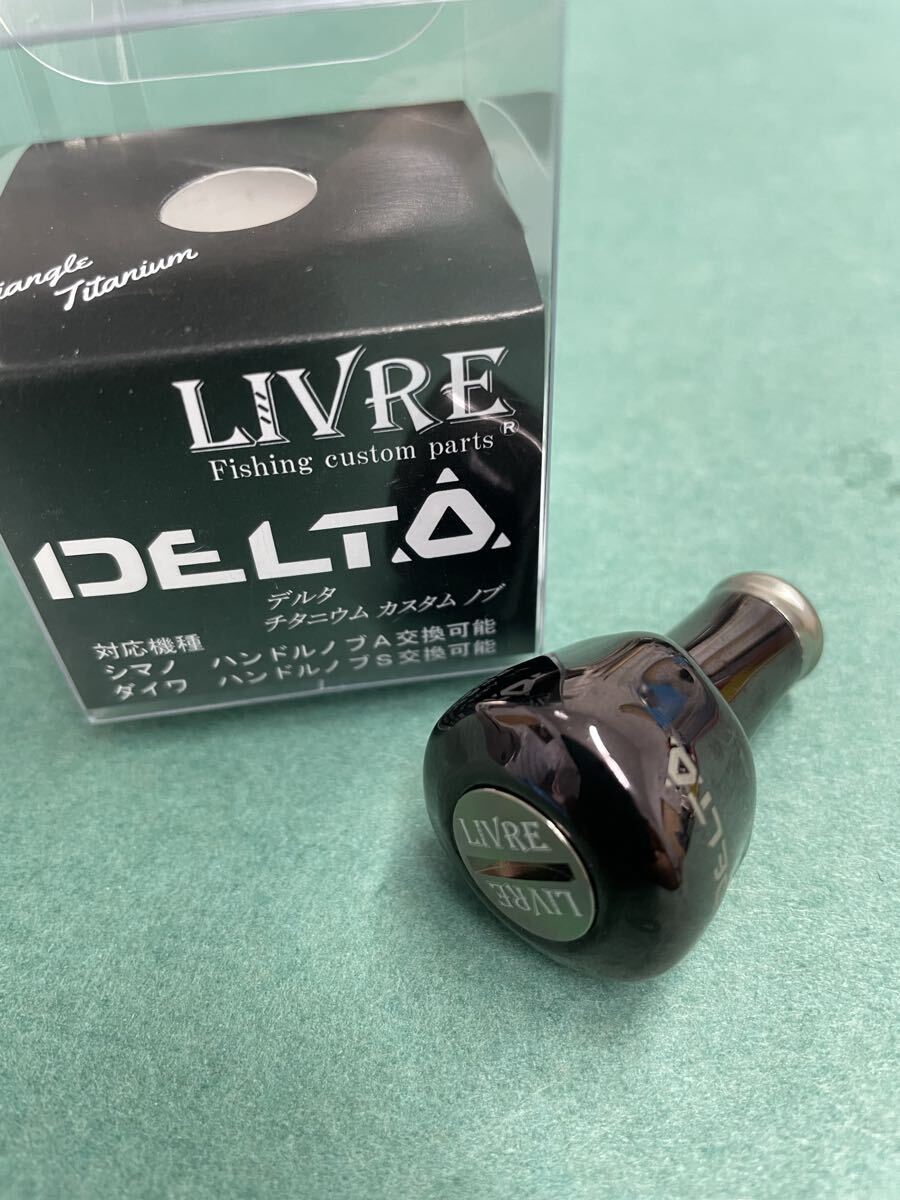 Titanium
LIVRE
Fishing custom parts ®
DELTA
デルタ
チタニウム カスタム ノブ
対応機種
シマノ ハンドルノブA交換可能
ダイワ ハンドルノブS交換可能
DELTA
LIVRE
LIVRE